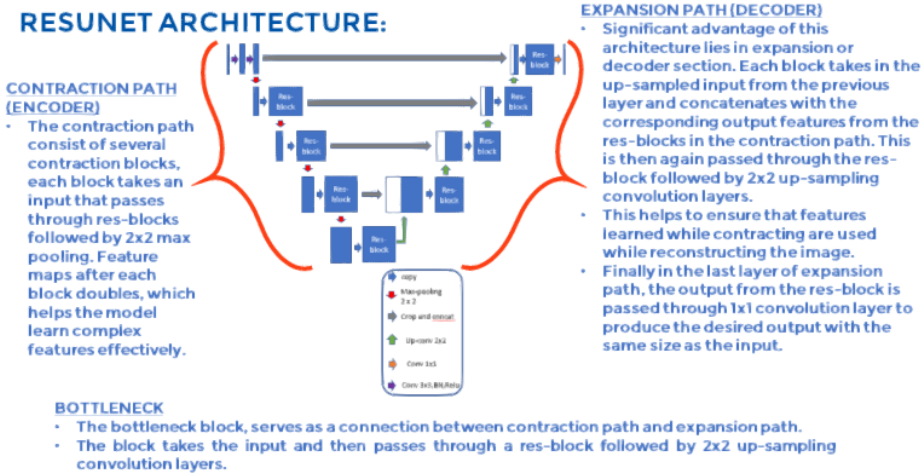 RESUNET ARCHITECTURE:
CONTRACTION PATH
(ENCODER)
• The contraction path
consist of several
contraction blocks,
each block takes an
input that passes
through res-blocks
followed by 2x2 max
pooling. Feature
maps after each
block doubles, which
helps the model
learn complex
features effectively.
Res-
block
Res-
block
Res-
block
Res-
block
Res-
block
Res-
block
Res-
block
Res-
block
copy
Max-pooling
2 x 2
Crop and concat
Up-conv 2x2
Conv 1x1
Conv 3x3,BN,Relu
EXPANSION PATH (DECODER)
• Significant advantage of this
architecture lies in expansion or
decoder section. Each block takes in the
up-sampled input from the previous
layer and concatenates with the
corresponding output features from the
res-blocks in the contraction path. This
is then again passed through the res-
block followed by 2x2 up-sampling
convolution layers.
• This helps to ensure that features
learned while contracting are used
while reconstructing the image.
• Finally in the last layer of expansion
path, the output from the res-block is
passed through 1x1 convolution layer to
produce the desired output with the
same size as the input.
BOTTLENECK
• The bottleneck block, serves as a connection between contraction path and expansion path.
• The block takes the input and then passes through a res-block followed by 2x2 up-sampling
convolution layers.